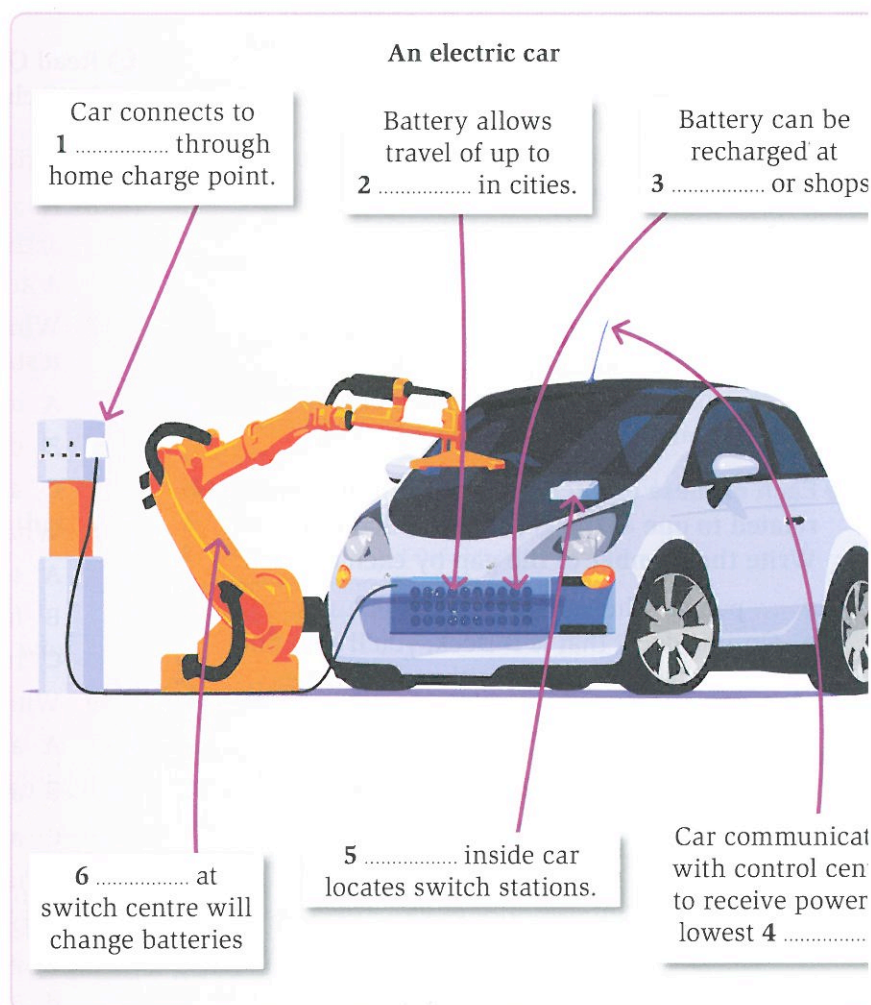 An electric car
Car connects to
1 ................ through
home charge point.
Battery allows
travel of up to
2 ................ in cities.
Battery can be
recharged at
3 ................ or shops
6 ................ at
switch centre will
change batteries
5 ................ inside car
locates switch stations.
Car communicat
with control cent
to receive power
lowest 4 ................